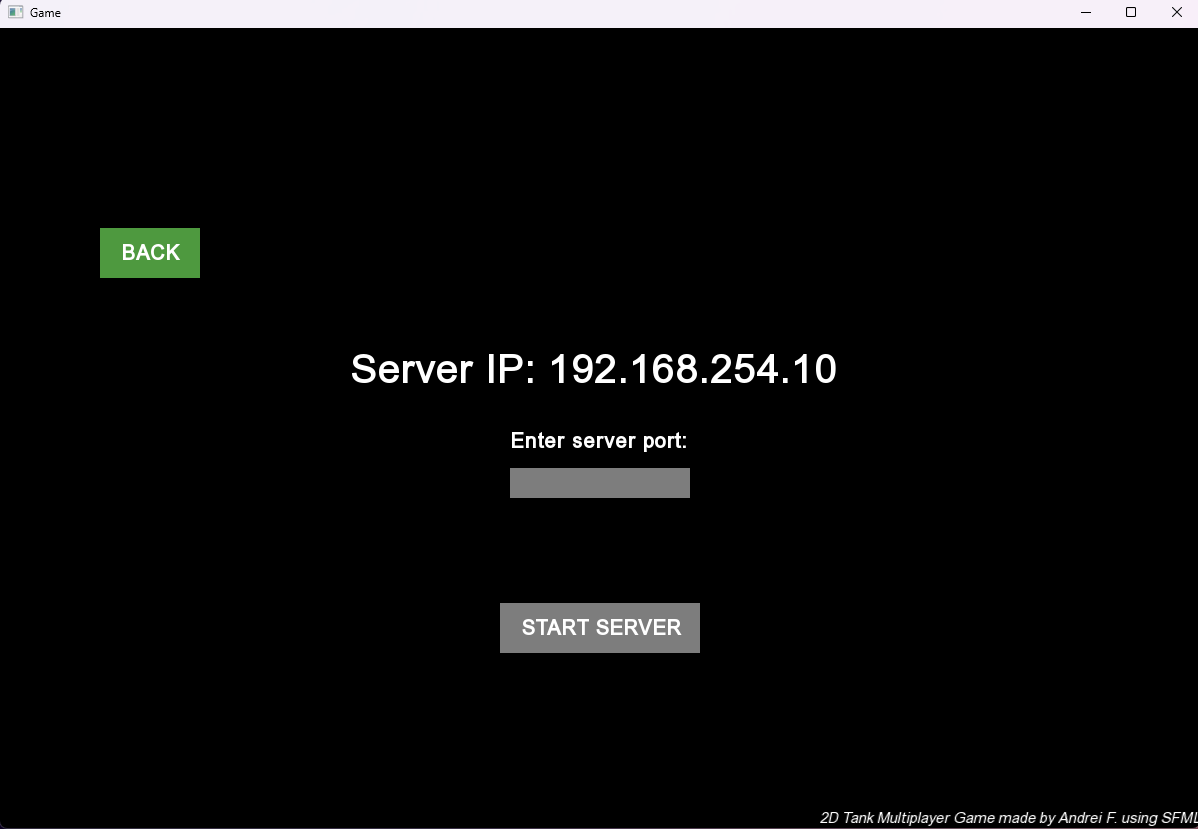 Game
BACK
Server IP: 192.168.254.10
Enter server port:
START SERVER
2D Tank Multiplayer Game made by Andrei F. using SFML